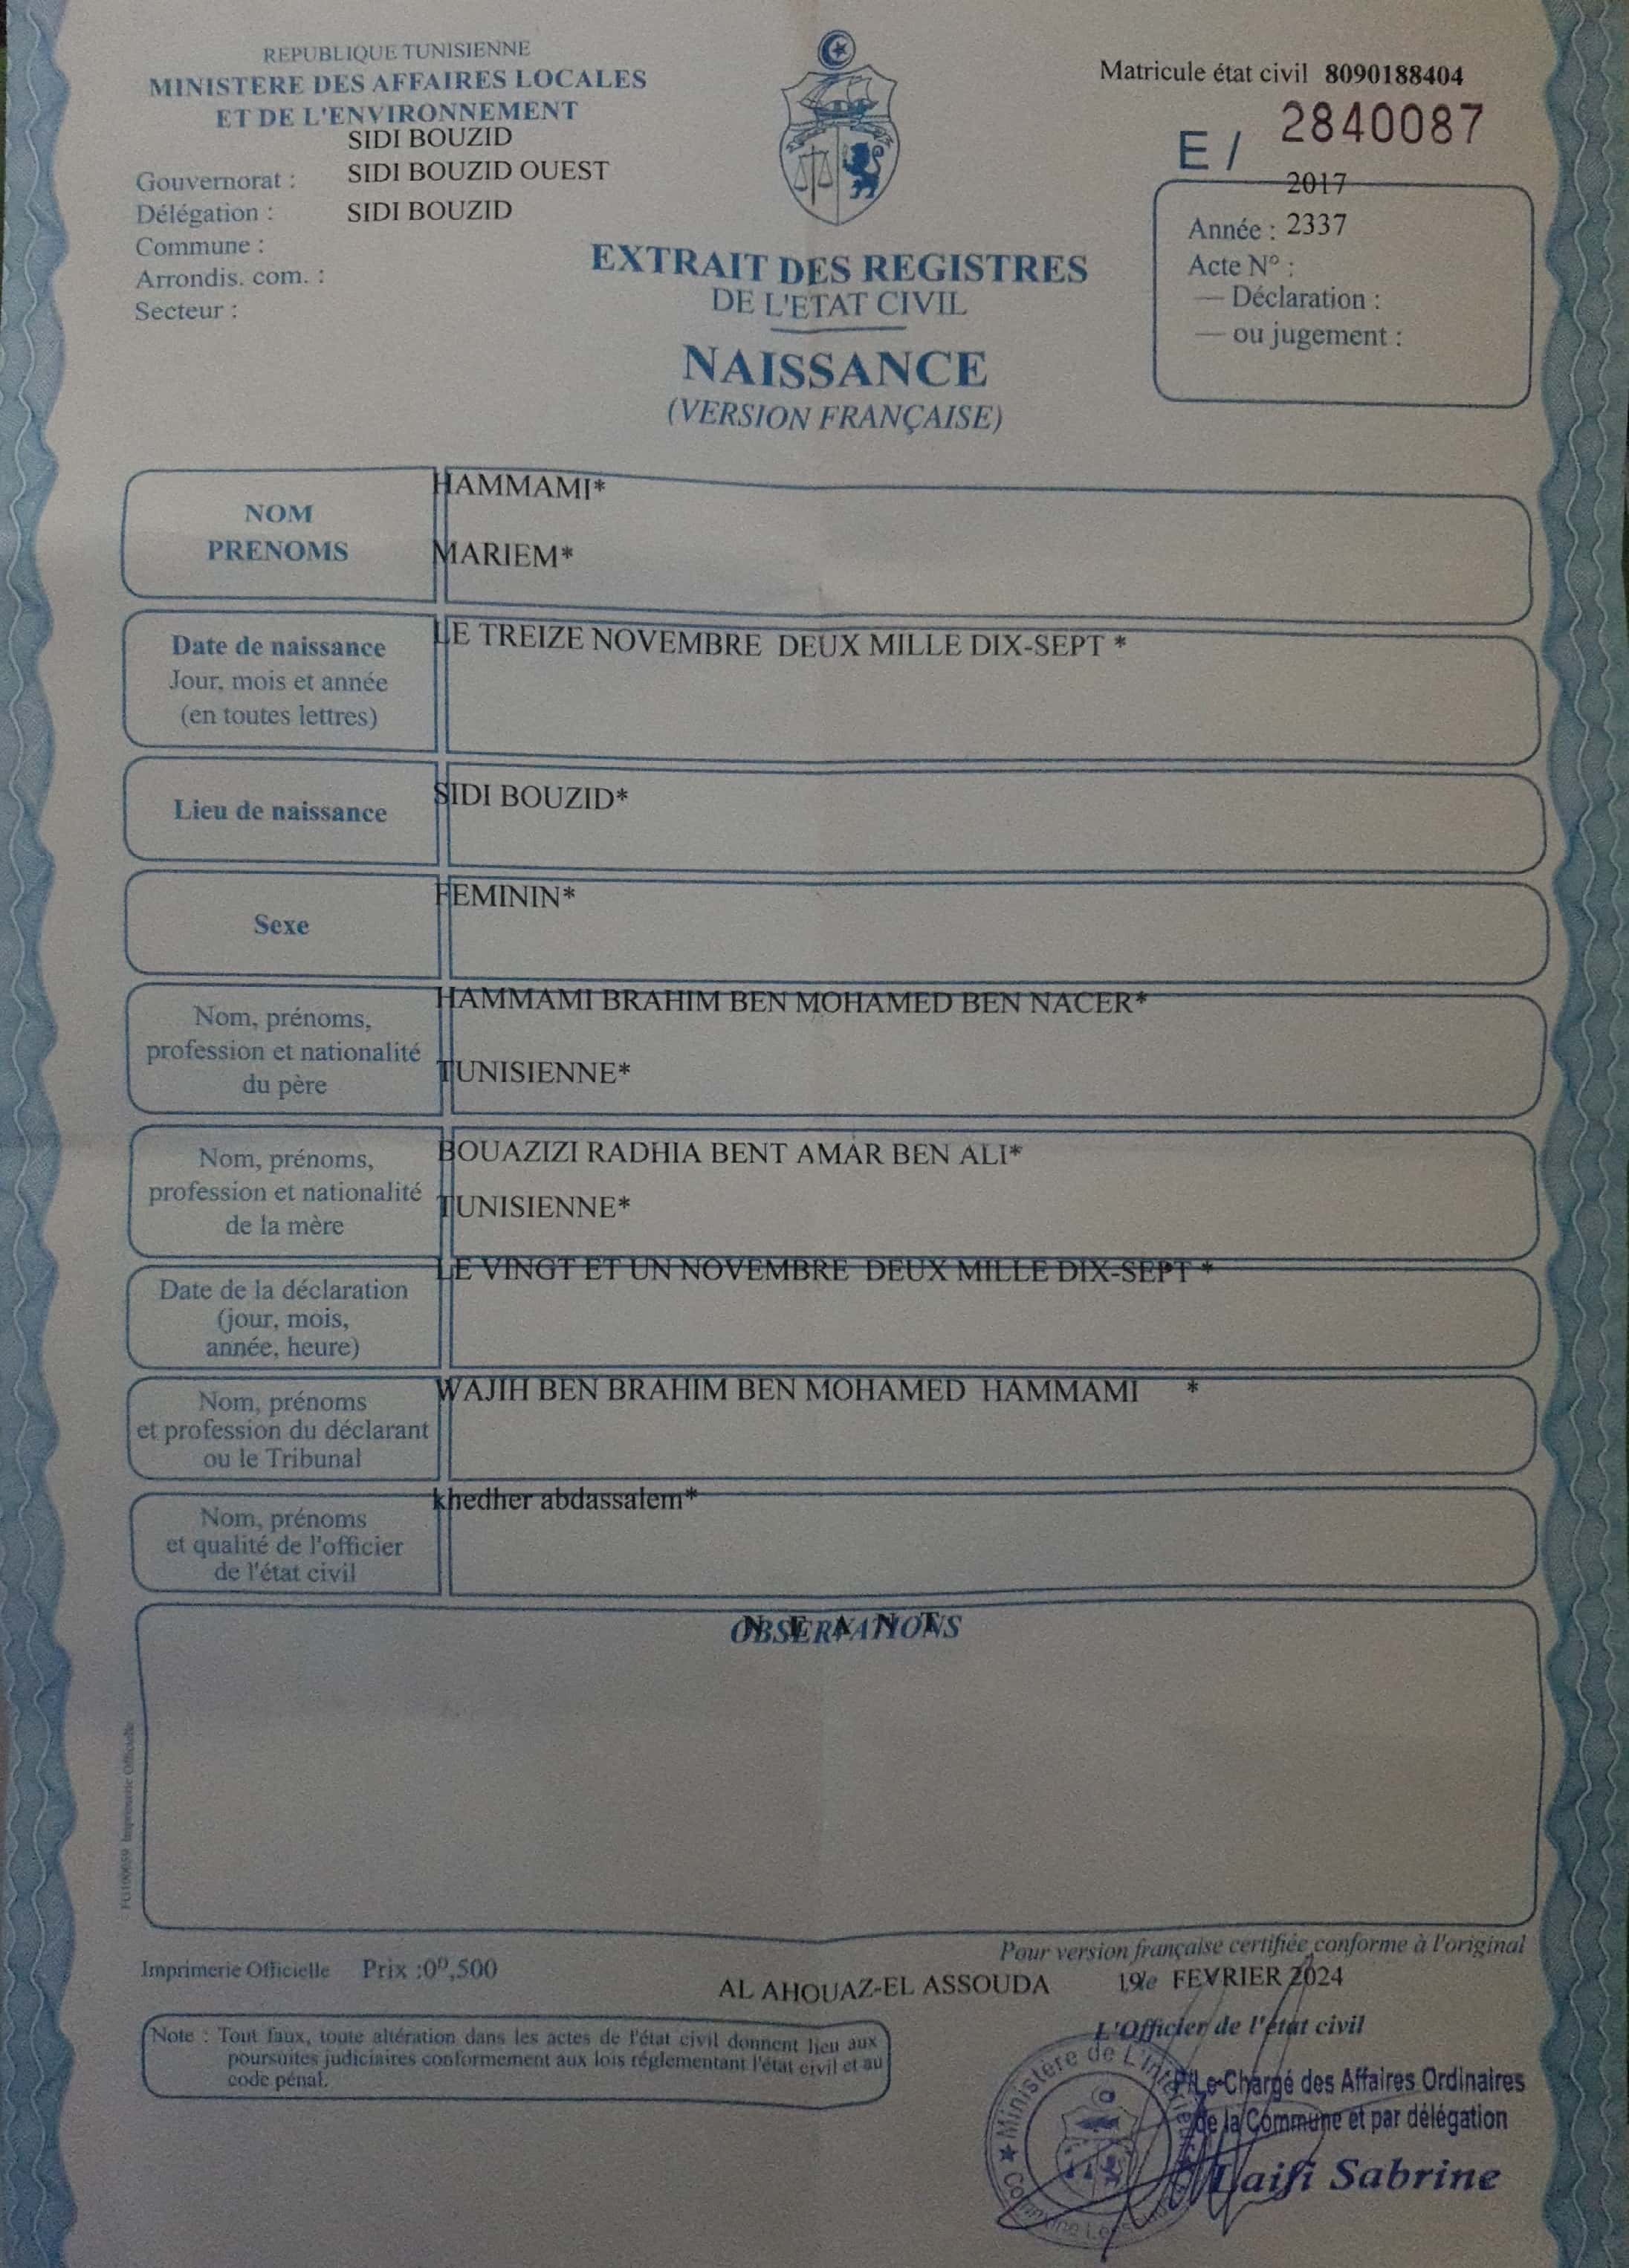 REPUBLIQUE TUNISIENNE
MINISTERE DES AFFAIRES LOCALES
ET DE L'ENVIRONNEMENT
SIDI BOUZID
Gouvernorat : SIDI BOUZID OUEST
Délégation : SIDI BOUZID
Commune :
Arrondis. com. :
Secteur :
Matricule état civil 8090188404
E / 2840087
2017
Année : 2337
Acte N° :
— Déclaration :
— ou jugement :
EXTRAIT DES REGISTRES
DE L'ETAT CIVIL
NAISSANCE
(VERSION FRANÇAISE)
NOM
PRENOMS
HAMMAMI*
MARIEM*
Date de naissance
Jour, mois et année
(en toutes lettres)
LE TREIZE NOVEMBRE DEUX MILLE DIX-SEPT *
Lieu de naissance
SIDI BOUZID*
Sexe
FEMININ*
Nom, prénoms,
profession et nationalité
du père
HAMMAMI BRAHIM BEN MOHAMED BEN NACER*
TUNISIENNE*
Nom, prénoms,
profession et nationalité
de la mère
BOUAZIZI RADHIA BENT AMAR BEN ALI*
TUNISIENNE*
Date de la déclaration
(jour, mois,
année, heure)
LE VINGT ET UN NOVEMBRE DEUX MILLE DIX-SEPT *
Nom, prénoms
et profession du déclarant
ou le Tribunal
WAJIH BEN BRAHIM BEN MOHAMED HAMMAMI *
Nom, prénoms
et qualité de l'officier
de l'état civil
khedher abdassalem*
OBSERVATIONS
N E A N T
Imprimerie Officielle
Pour version française certifiée conforme à l'original
Imprimerie Officielle Prix :0D,500
AL AHOUAZ-EL ASSOUDA 19 le FEVRIER 2024
L'Officier de l'état civil
Note : Tout faux, toute altération dans les actes de l'état civil donnent lieu aux
poursuites judiciaires conformement aux lois réglementant l'état civil et au
code pénal.
P/Le Chargé des Affaires Ordinaires
de la Commune et par délégation
Laifi Sabrine
Ministère de L'Intérieur
Commune